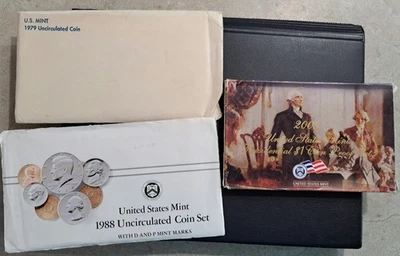 U.S. MINT
1979 Uncirculated Coin
United States Mint
Presidential $1 Coin Proof
UNITED STATES MINT
United States Mint
1988 Uncirculated Coin Set
WITH D AND P MINT MARKS